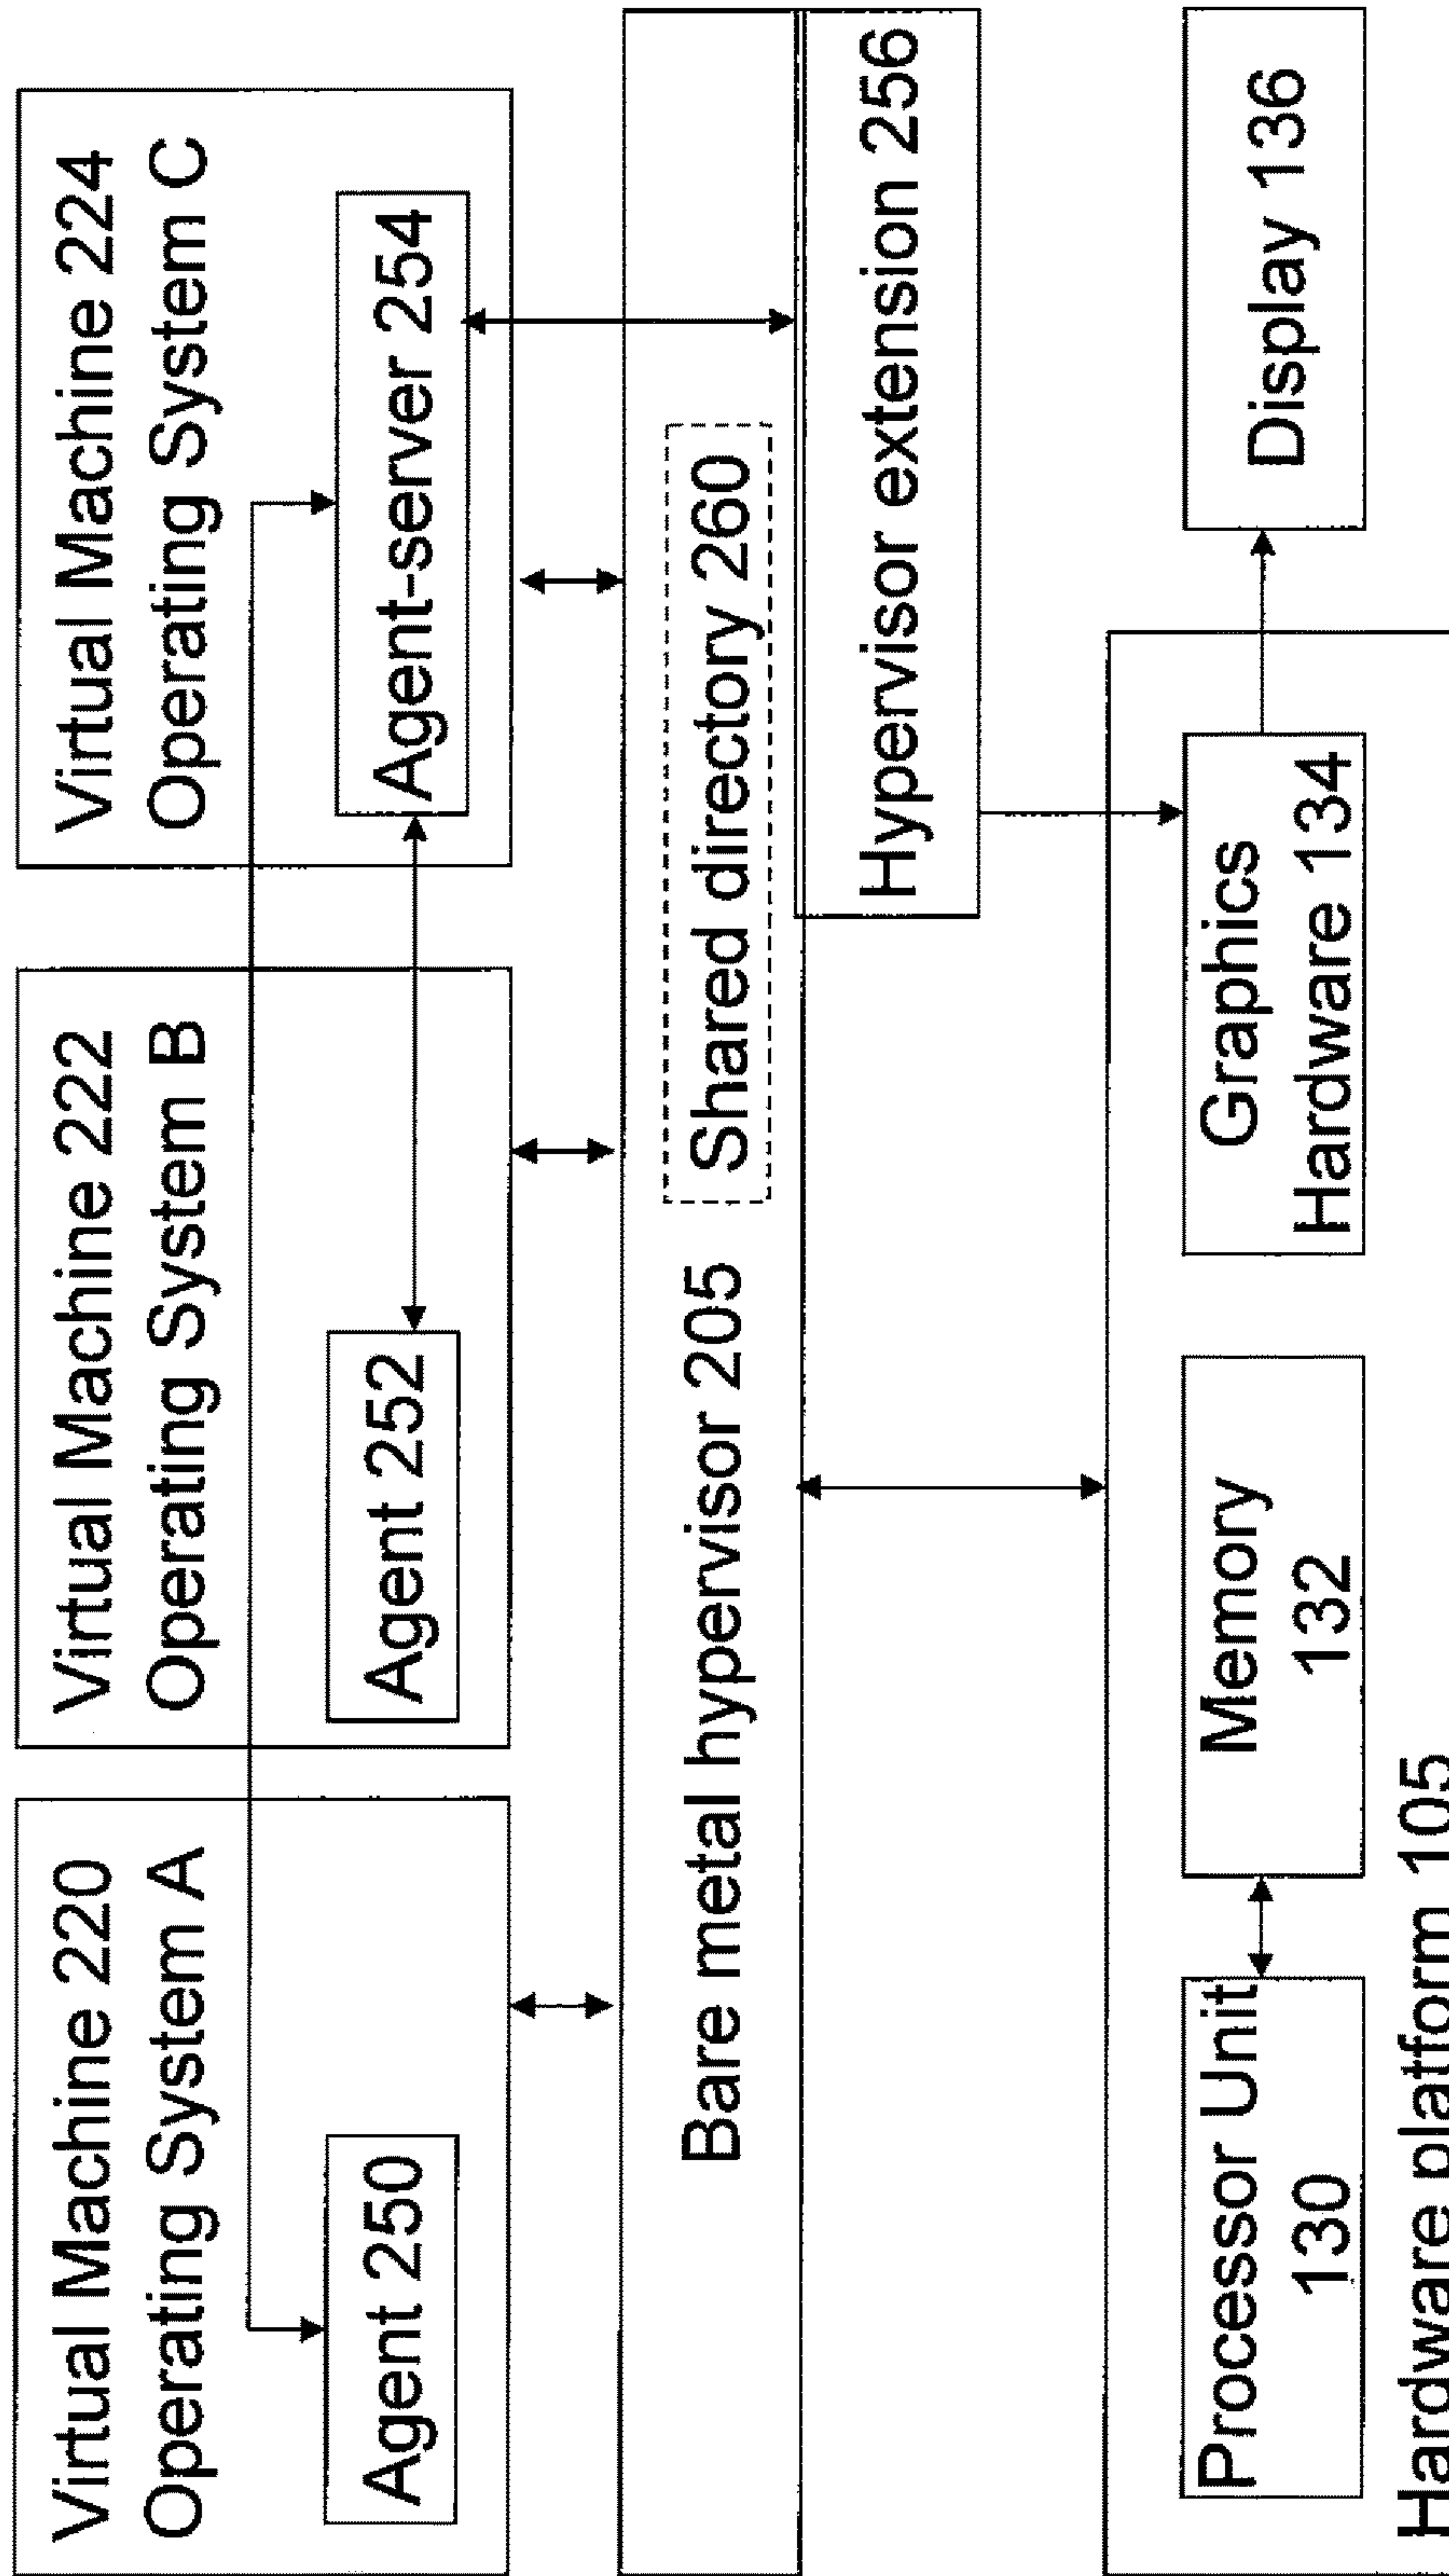 Virtual Machine 220
Operating System A
Agent 250
Virtual Machine 222
Operating System B
Agent 252
Virtual Machine 224
Operating System C
Agent-server 254
Bare metal hypervisor 205
Shared directory 260
Hypervisor extension 256
Processor Unit
130
Memory
132
Graphics
Hardware 134
Display 136
Hardware platform 105